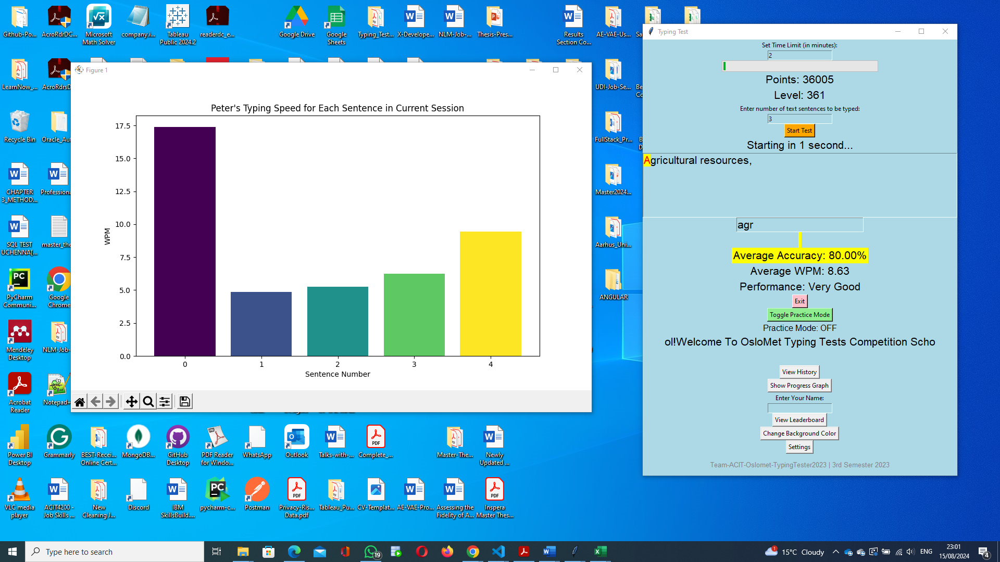 Github-Po...
AcroRdrDC...
Microsoft
Math Solver
company.i...
Tableau
Public 2024.2
readerdc_e...
Google Drive
Google
Sheets
Typing_Test...
X-Develope...
NLM-Job-...
Thesis-Pres...
Results
Section Co...
AE-VAE-Us...
LearnNow_...
UDI-Job-Se...
Recycle Bin
FullStack_Pr...
CHAPTER
3_METHOD...
Master2024...
SQL TEST
UCHENNA[...
Aarhus_Uni...
PyCharm
Communi...
Google
Chrome
ANGULAR
Mendeley
Desktop
NLM-Job-
Acrobat
Reader
Notepad+
Power BI
Desktop
Grammarly
BEST-Recei...
Online Cert...
MongoDB...
GitHub
Desktop
PDF Reader
for Windo...
WhatsApp
Outlook
Talks-with-...
Complete_...
Master-The...
Newly
Updated ...
VLC media
player
ACIT4200 -
Job Skills ...
New
Cleaning J...
Discord
IBM
SkillsBuild....
pycharm-c...
Postman
Privacy-Ris...
Data.pdf
Tableau_Pu...
CV-Templat...
AE-VAE-Pro...
Assessing the
Fidelity of A...
Inspera
Master Thes...
Figure 1
Peter's Typing Speed for Each Sentence in Current Session
WPM
17.5
15.0
12.5
10.0
7.5
5.0
2.5
0.0
0 1 2 3 4
Sentence Number
Typing Test
Set Time Limit (in minutes):
2
Points: 36005
Level: 361
Enter number of text sentences to be typed:
3
Start Test
Starting in 1 second...
Agricultural resources,
agr
Average Accuracy: 80.00%
Average WPM: 8.63
Performance: Very Good
Exit
Toggle Practice Mode
Practice Mode: OFF
ol!Welcome To OsloMet Typing Tests Competition Scho
View History
Show Progress Graph
Enter Your Name:
View Leaderboard
Change Background Color
Settings
Team-ACIT-Oslomet-TypingTester2023 | 3rd Semester 2023
Type here to search
19
1
15°C Cloudy
ENG
23:01
15/08/2024
4